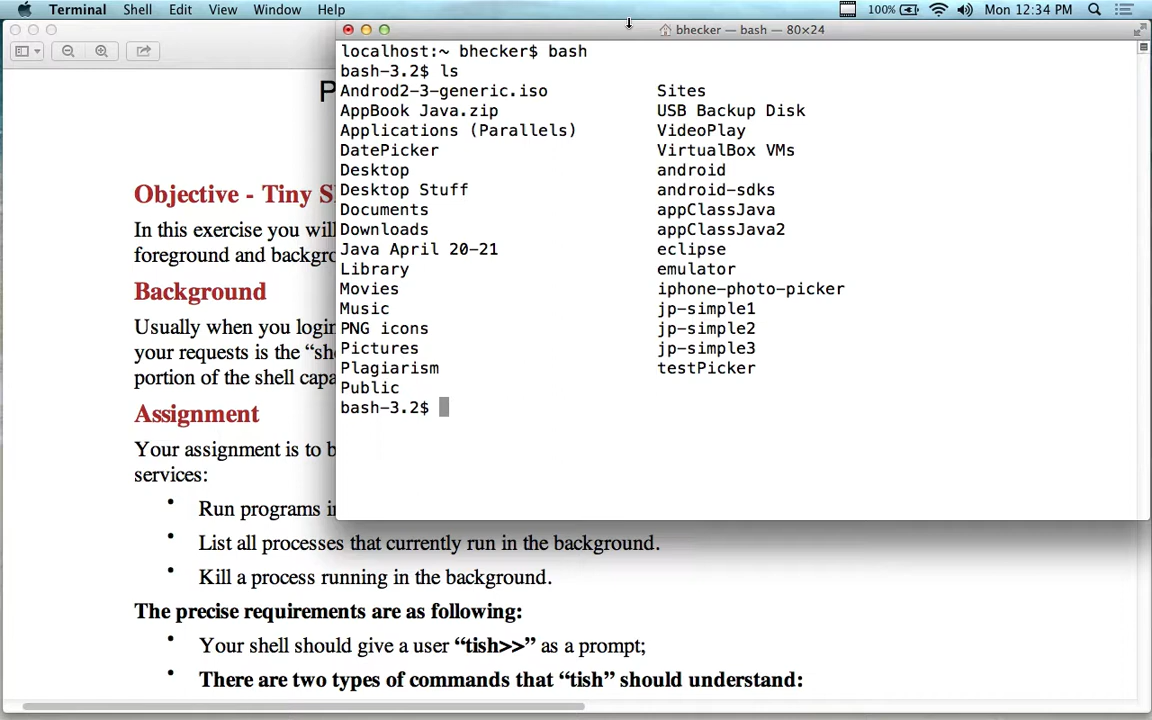 Terminal Shell Edit View Window Help 100% Mon 12:34 PM
bhecker — bash — 80×24
localhost:~ bhecker$ bash
bash-3.2$ ls
Androd2-3-generic.iso Sites
AppBook Java.zip USB Backup Disk
Applications (Parallels) VideoPlay
DatePicker VirtualBox VMs
Desktop android
Desktop Stuff android-sdks
Documents appClassJava
Downloads appClassJava2
Java April 20-21 eclipse
Library emulator
Movies iphone-photo-picker
Music jp-simple1
PNG icons jp-simple2
Pictures jp-simple3
Plagiarism testPicker
Public
bash-3.2$
P
Objective - Tiny S
In this exercise you will
foreground and backgro
Background
Usually when you login
your requests is the “sh
portion of the shell capa
Assignment
Your assignment is to b
services:
• Run programs i
• List all processes that currently run in the background.
• Kill a process running in the background.
The precise requirements are as following:
• Your shell should give a user “tish>>” as a prompt;
• There are two types of commands that “tish” should understand: